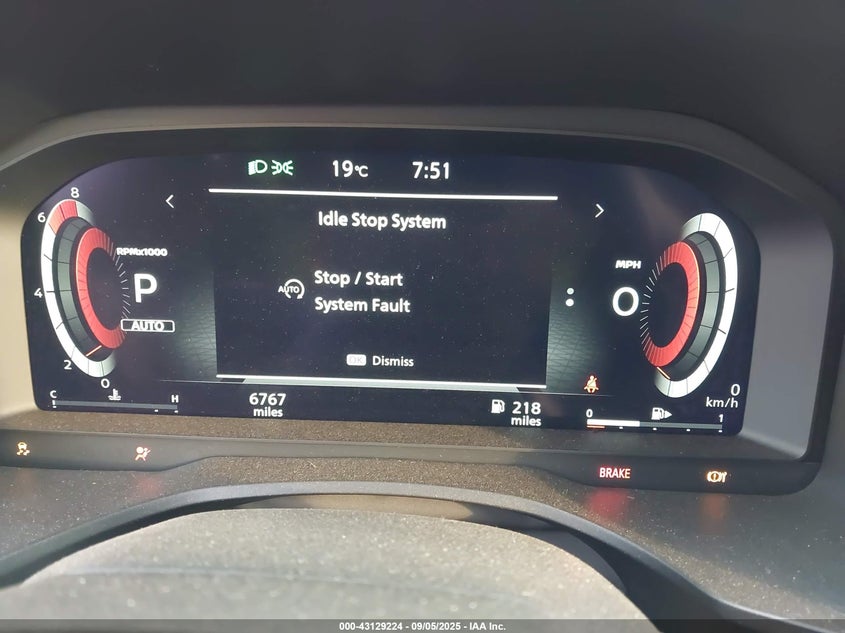 19°C 7:51
Idle Stop System
8
6
4
2
0
RPMx1000
P
AUTO
AUTO
Stop / Start
System Fault
OK Dismiss
MPH
0
0
km/h
C H
6767
miles
218
miles
0 1
BRAKE
000-43129224 - 09/05/2025 - IAA Inc.